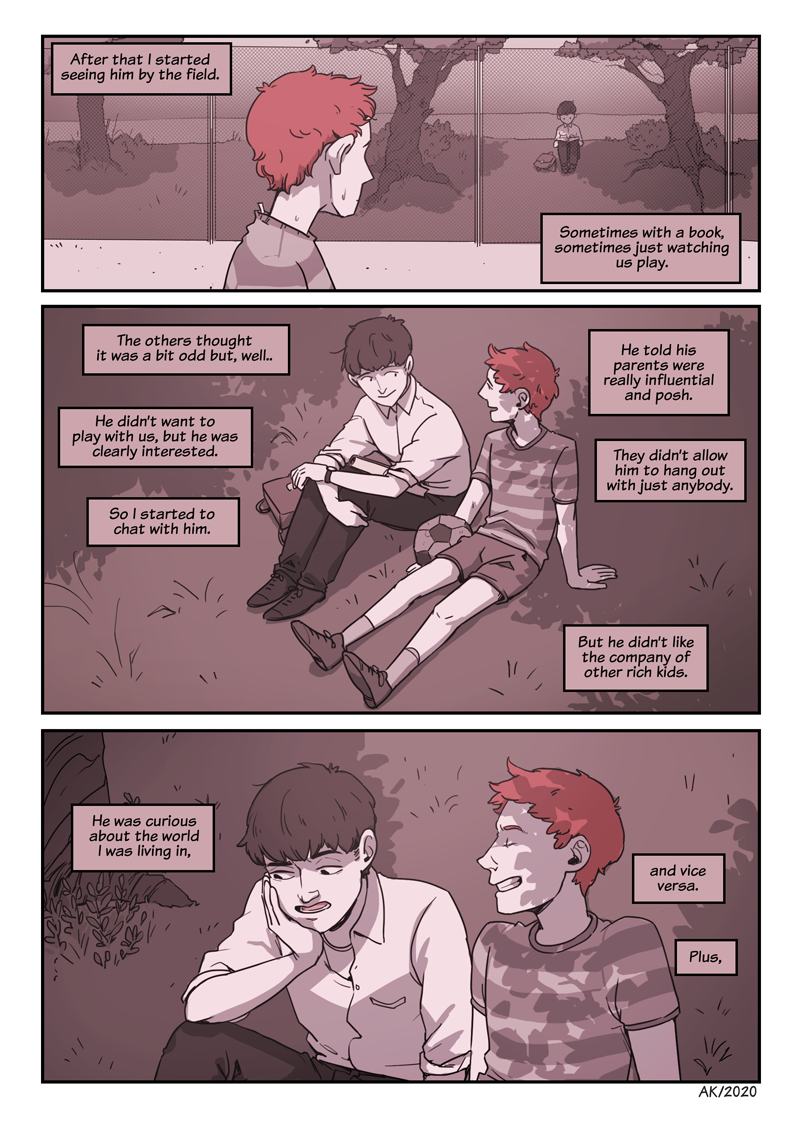 After that I started
seeing him by the field.
Sometimes with a book,
sometimes just watching
us play.
The others thought
it was a bit odd but, well..
He didn't want to
play with us, but he was
clearly interested.
So I started to
chat with him.
He told his
parents were
really influential
and posh.
They didn't allow
him to hang out
with just anybody.
But he didn't like
the company of
other rich kids.
He was curious
about the world
I was living in,
and vice
versa.
Plus,
AK/2020